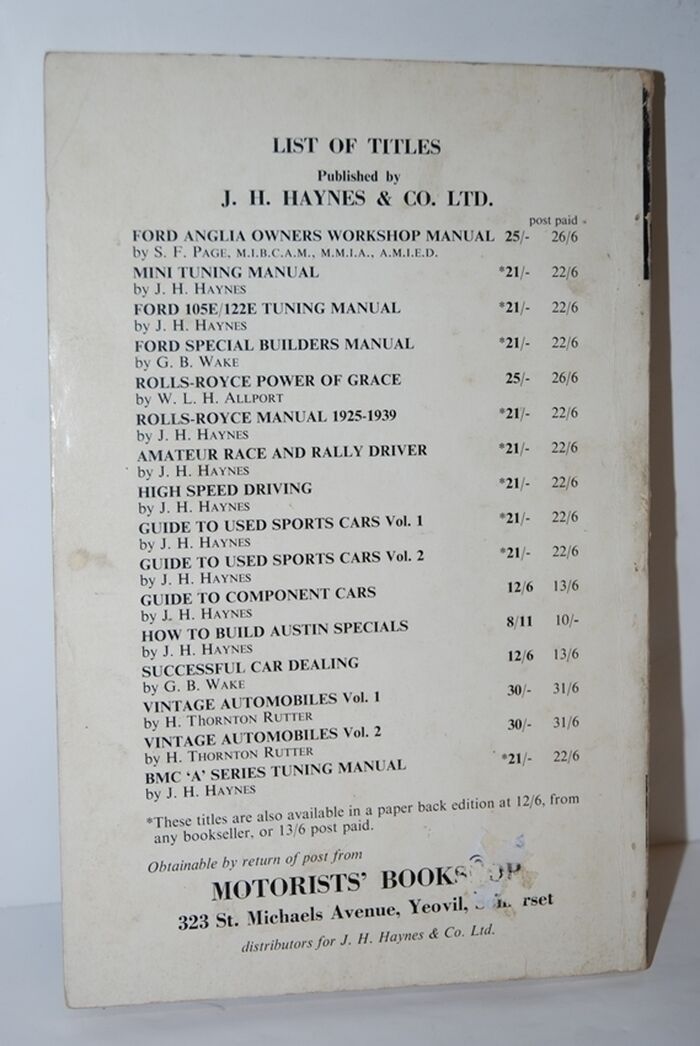 LIST OF TITLES
Published by
J. H. HAYNES & CO. LTD.
post paid
FORD ANGLIA OWNERS WORKSHOP MANUAL 25/- 26/6
by S. F. PAGE, M.I.B.C.A.M., M.M.I.A., A.M.I.E.D.
MINI TUNING MANUAL *21/- 22/6
by J. H. HAYNES
FORD 105E/122E TUNING MANUAL *21/- 22/6
by J. H. HAYNES
FORD SPECIAL BUILDERS MANUAL *21/- 22/6
by G. B. WAKE
ROLLS-ROYCE POWER OF GRACE 25/- 26/6
by W. L. H. ALLPORT
ROLLS-ROYCE MANUAL 1925-1939 *21/- 22/6
by J. H. HAYNES
AMATEUR RACE AND RALLY DRIVER *21/- 22/6
by J. H. HAYNES
HIGH SPEED DRIVING *21/- 22/6
by J. H. HAYNES
GUIDE TO USED SPORTS CARS Vol. 1 *21/- 22/6
by J. H. HAYNES
GUIDE TO USED SPORTS CARS Vol. 2 *21/- 22/6
by J. H. HAYNES
GUIDE TO COMPONENT CARS 12/6 13/6
by J. H. HAYNES
HOW TO BUILD AUSTIN SPECIALS 8/11 10/-
by J. H. HAYNES
SUCCESSFUL CAR DEALING 12/6 13/6
by G. B. WAKE
VINTAGE AUTOMOBILES Vol. 1 30/- 31/6
by H. THORNTON RUTTER
VINTAGE AUTOMOBILES Vol. 2 30/- 31/6
by H. THORNTON RUTTER
BMC 'A' SERIES TUNING MANUAL *21/- 22/6
by J. H. HAYNES
*These titles are also available in a paper back edition at 12/6, from
any bookseller, or 13/6 post paid.
Obtainable by return of post from
MOTORISTS'
323 St. Michaels Avenue, Yeovil,
distributors for J. H. Haynes & Co. Ltd.